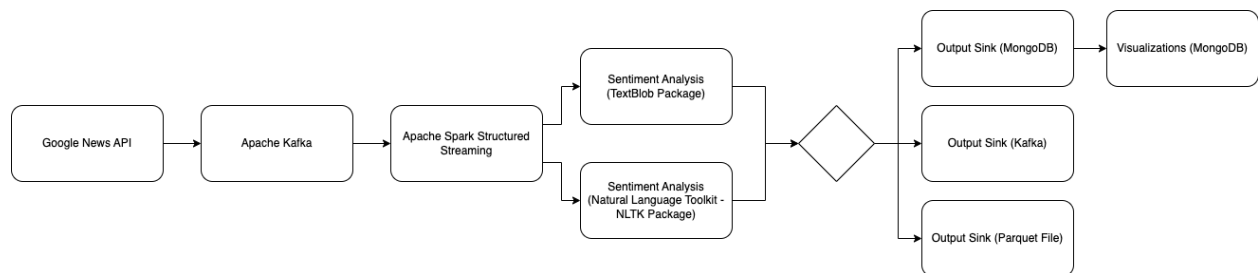 Google News API
Apache Kafka
Apache Spark Structured
Streaming
Sentiment Analysis
(TextBlob Package)
Sentiment Analysis
(Natural Language Toolkit -
NLTK Package)
Output Sink (MongoDB)
Visualizations (MongoDB)
Output Sink (Kafka)
Output Sink (Parquet File)